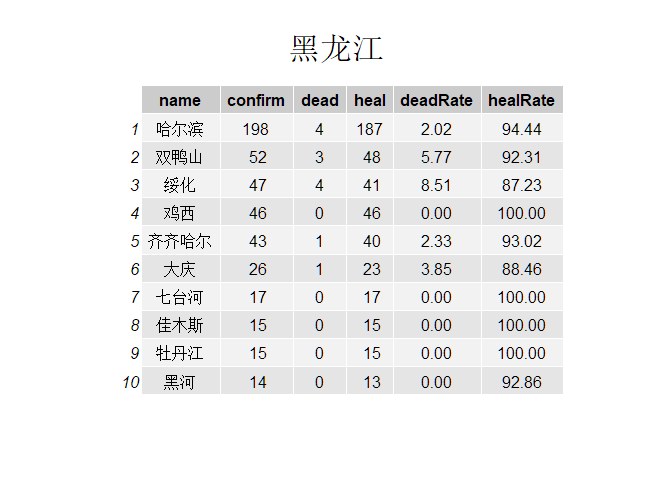 黑龙江
name confirm dead heal deadRate healRate
1 哈尔滨 198 4 187 2.02 94.44
2 双鸭山 52 3 48 5.77 92.31
3 绥化 47 4 41 8.51 87.23
4 鸡西 46 0 46 0.00 100.00
5 齐齐哈尔 43 1 40 2.33 93.02
6 大庆 26 1 23 3.85 88.46
7 七台河 17 0 17 0.00 100.00
8 佳木斯 15 0 15 0.00 100.00
9 牡丹江 15 0 15 0.00 100.00
10 黑河 14 0 13 0.00 92.86